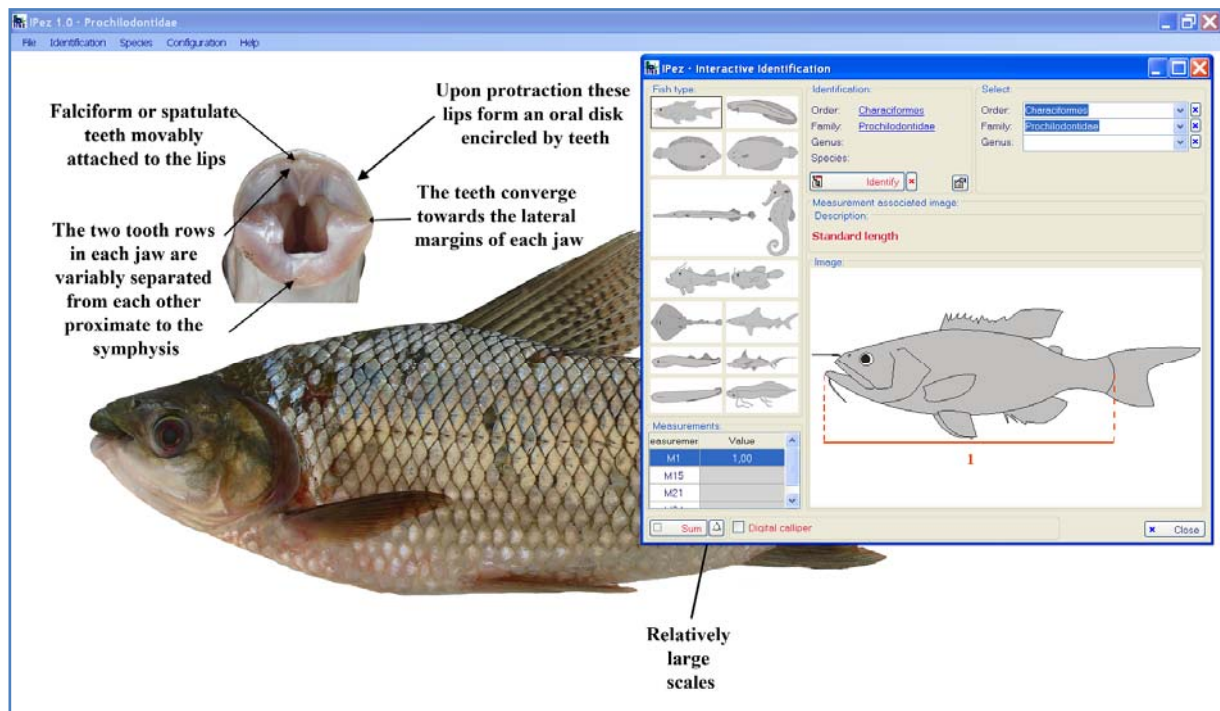 IPez 1.0 - Prochilodontidae
File Identification Species Configuration Help
Falciform or spatulate
teeth movably
attached to the lips
Upon protraction these
lips form an oral disk
encircled by teeth
The teeth converge
towards the lateral
margins of each jaw
The two tooth rows
in each jaw are
variably separated
from each other
proximate to the
symphysis
Relatively
large
scales
IPez - Interactive Identification
Fish type:
Identification:
Order: Characiformes
Family: Prochilodontidae
Genus:
Species:
Identify
Select:
Order: Characiformes
Family: Prochilodontidae
Genus:
Measurement associated image:
Description:
Standard length
Image:
1
Measurements:
easuremer Value
M1 1,00
M15
M21
Sum
Digital calliper
Close